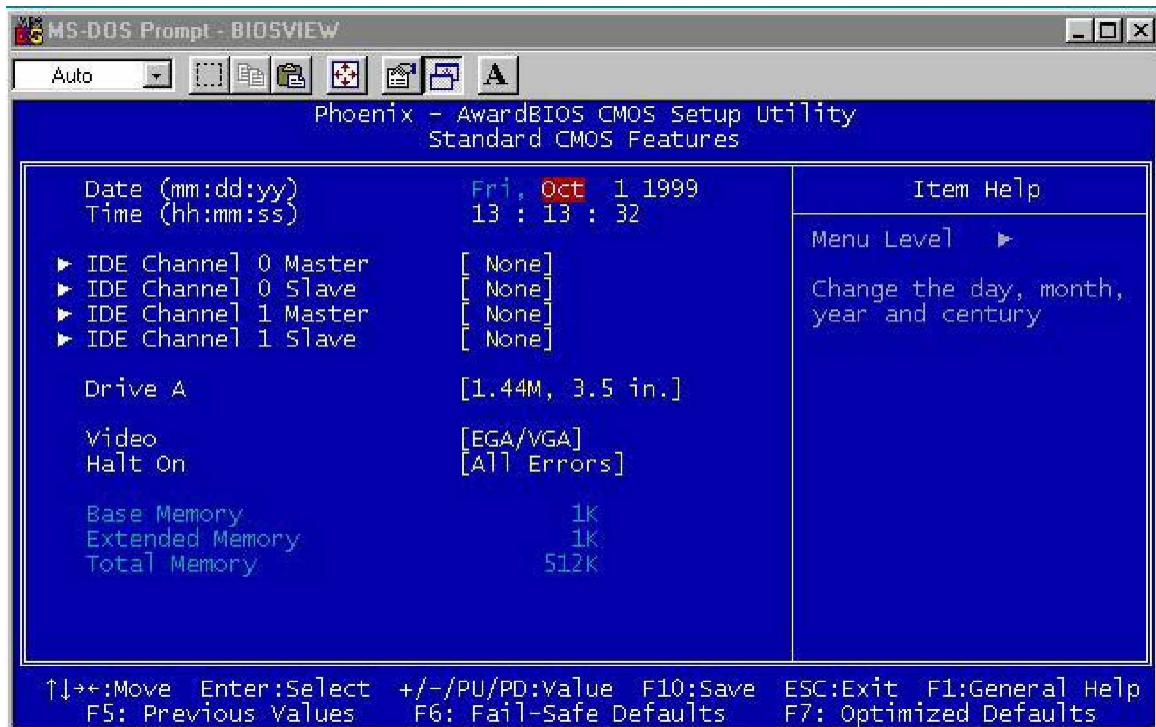 MS-DOS Prompt - BIOSVIEW
Auto
A
Phoenix - AwardBIOS CMOS Setup Utility
Standard CMOS Features
Date (mm:dd:yy) Fri, Oct 1 1999
Time (hh:mm:ss) 13 : 13 : 32
► IDE Channel 0 Master [ None]
► IDE Channel 0 Slave [ None]
► IDE Channel 1 Master [ None]
► IDE Channel 1 Slave [ None]
Drive A [1.44M, 3.5 in.]
Video [EGA/VGA]
Halt On [All Errors]
Base Memory 1K
Extended Memory 1K
Total Memory 512K
Item Help
Menu Level ►
Change the day, month,
year and century
↑↓→←:Move Enter:Select +/-/PU/PD:Value F10:Save ESC:Exit F1:General Help
F5: Previous Values F6: Fail-Safe Defaults F7: Optimized Defaults